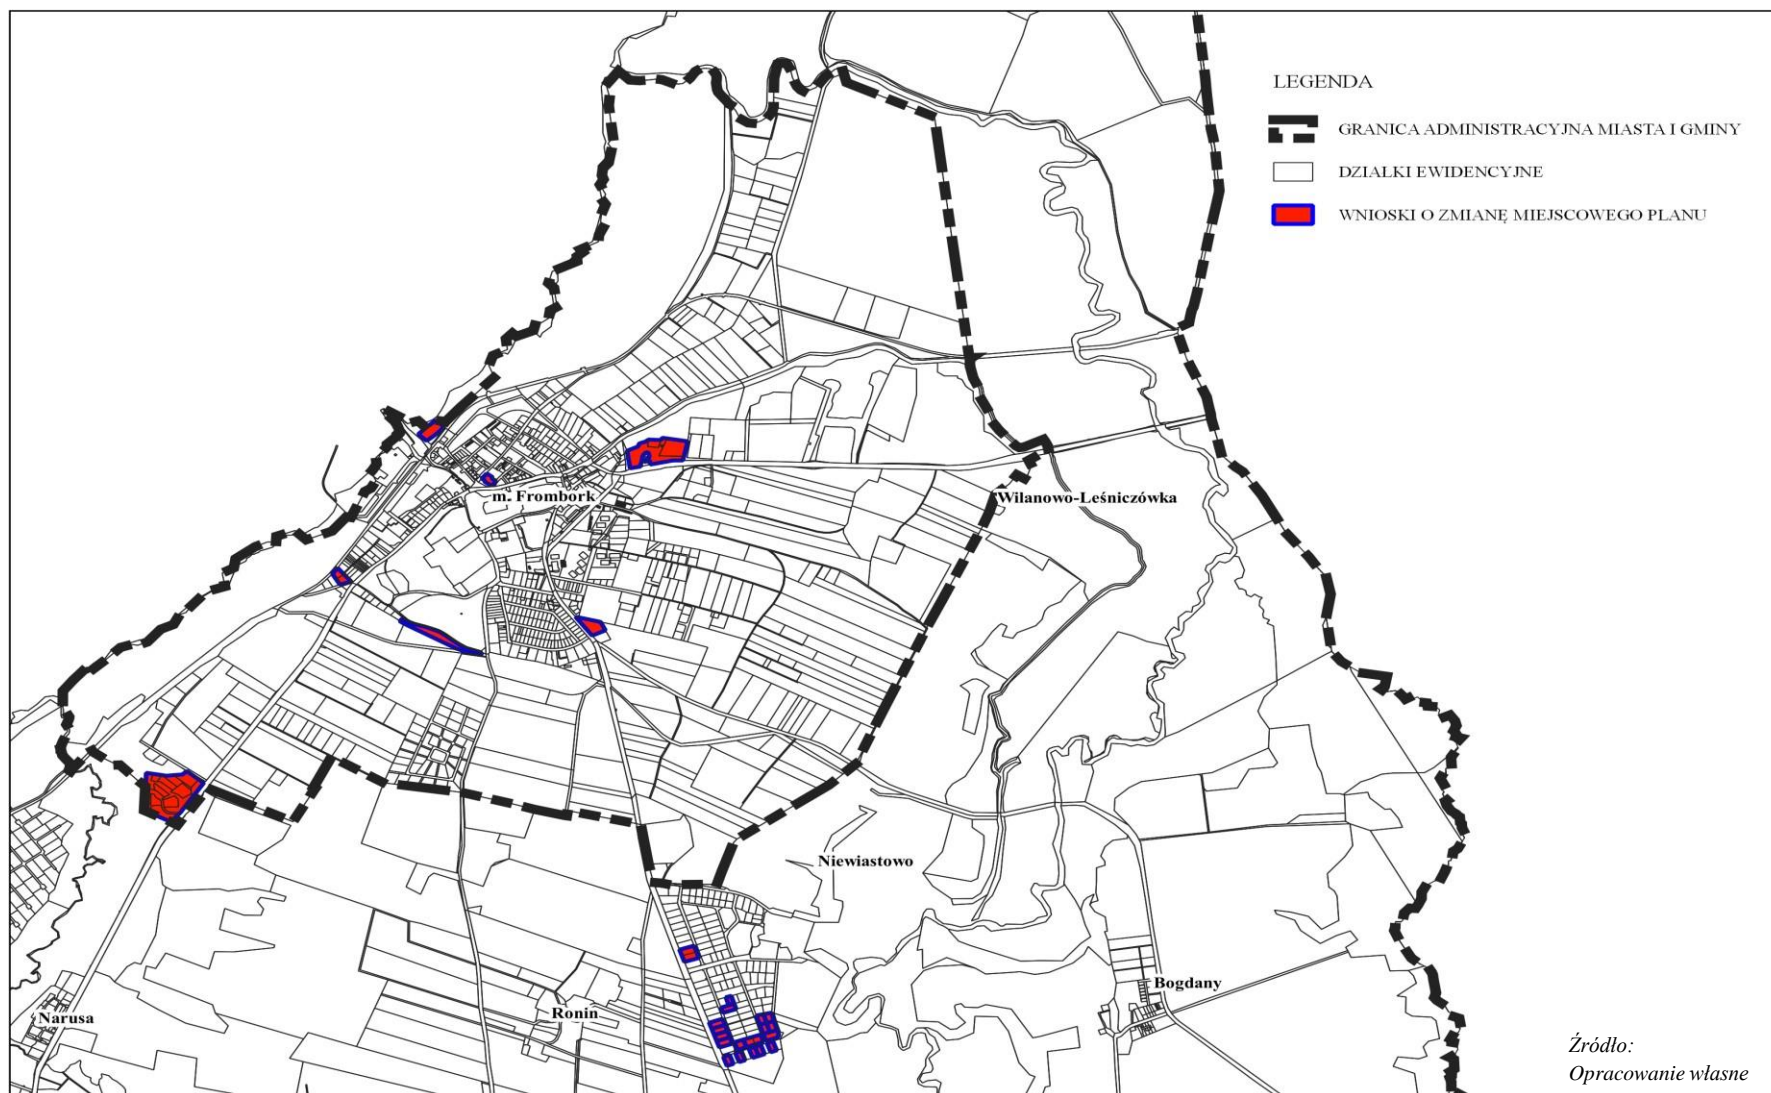 LEGENDA
GRANICA ADMINISTRACYJNA MIASTA I GMINY
DZIALKI EWIDENCYJNE
WNIOSKI O ZMIANĘ MIEJSCOWEGO PLANU
m. Frombork
Wilanowo-Leśniczówka
Niewiastowo
Bogdany
Ronin
Narusa
Źródło:
Opracowanie własne